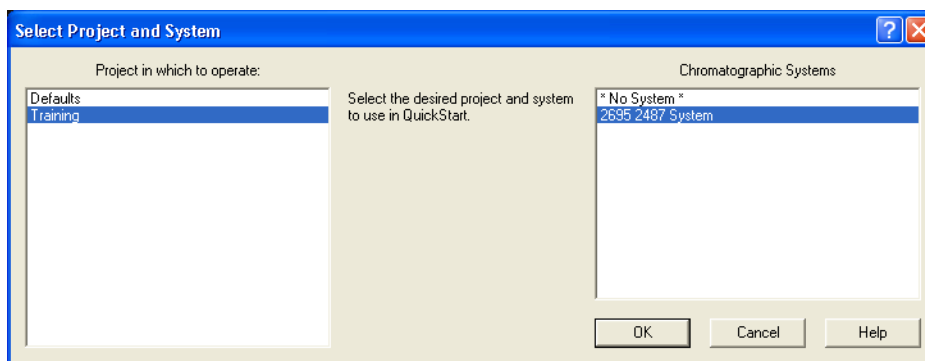 Select Project and System
Project in which to operate:
Defaults
Training
Select the desired project and system
to use in QuickStart.
Chromatographic Systems
* No System *
2695 2487 System
OK
Cancel
Help